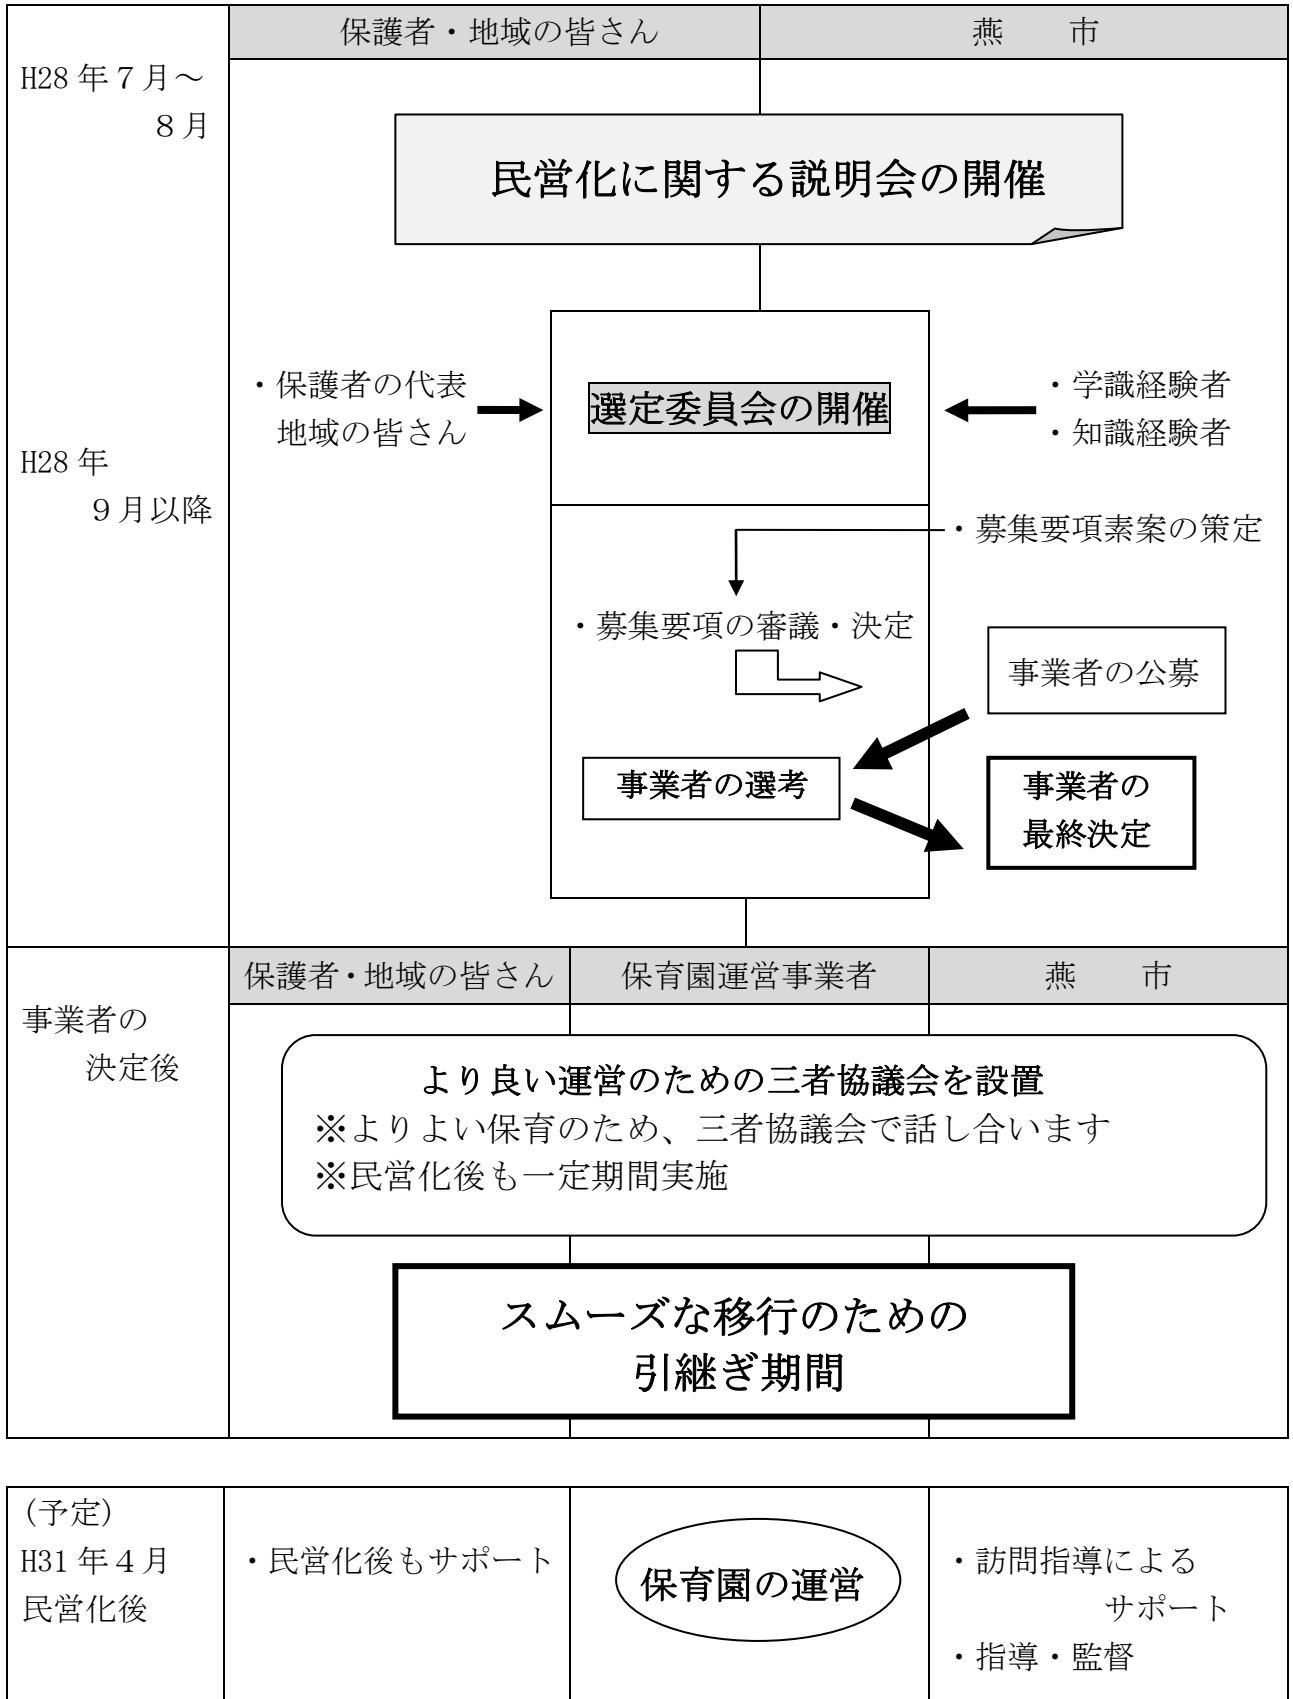 保護者・地域の皆さん
燕　　市
H28年７月～
８月
民営化に関する説明会の開催
・保護者の代表
地域の皆さん
選定委員会の開催
・学識経験者
・知識経験者
H28年
９月以降
・募集要項素案の策定
・募集要項の審議・決定
事業者の公募
事業者の選考
事業者の
最終決定
保護者・地域の皆さん
保育園運営事業者
燕　　市
事業者の
決定後
より良い運営のための三者協議会を設置
※よりよい保育のため、三者協議会で話し合います
※民営化後も一定期間実施
スムーズな移行のための
引継ぎ期間
(予定)
H31年４月
民営化後
・民営化後もサポート
保育園の運営
・訪問指導による
サポート
・指導・監督